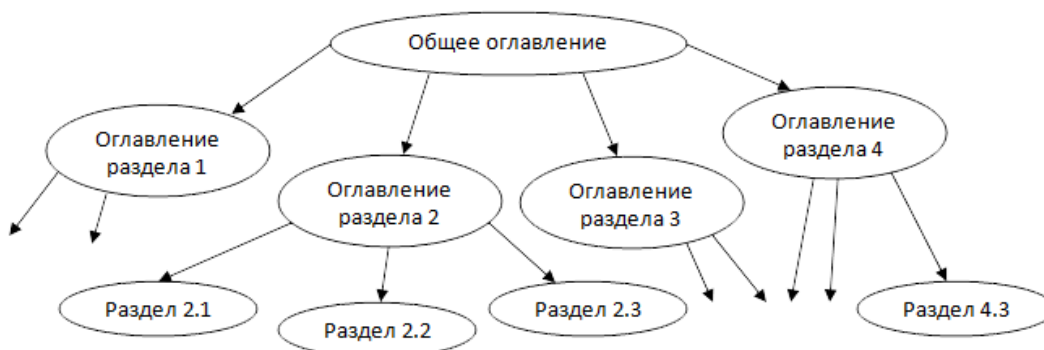 Общее оглавление
Оглавление
раздела 1
Оглавление
раздела 2
Оглавление
раздела 3
Оглавление
раздела 4
Раздел 2.1
Раздел 2.2
Раздел 2.3
Раздел 4.3